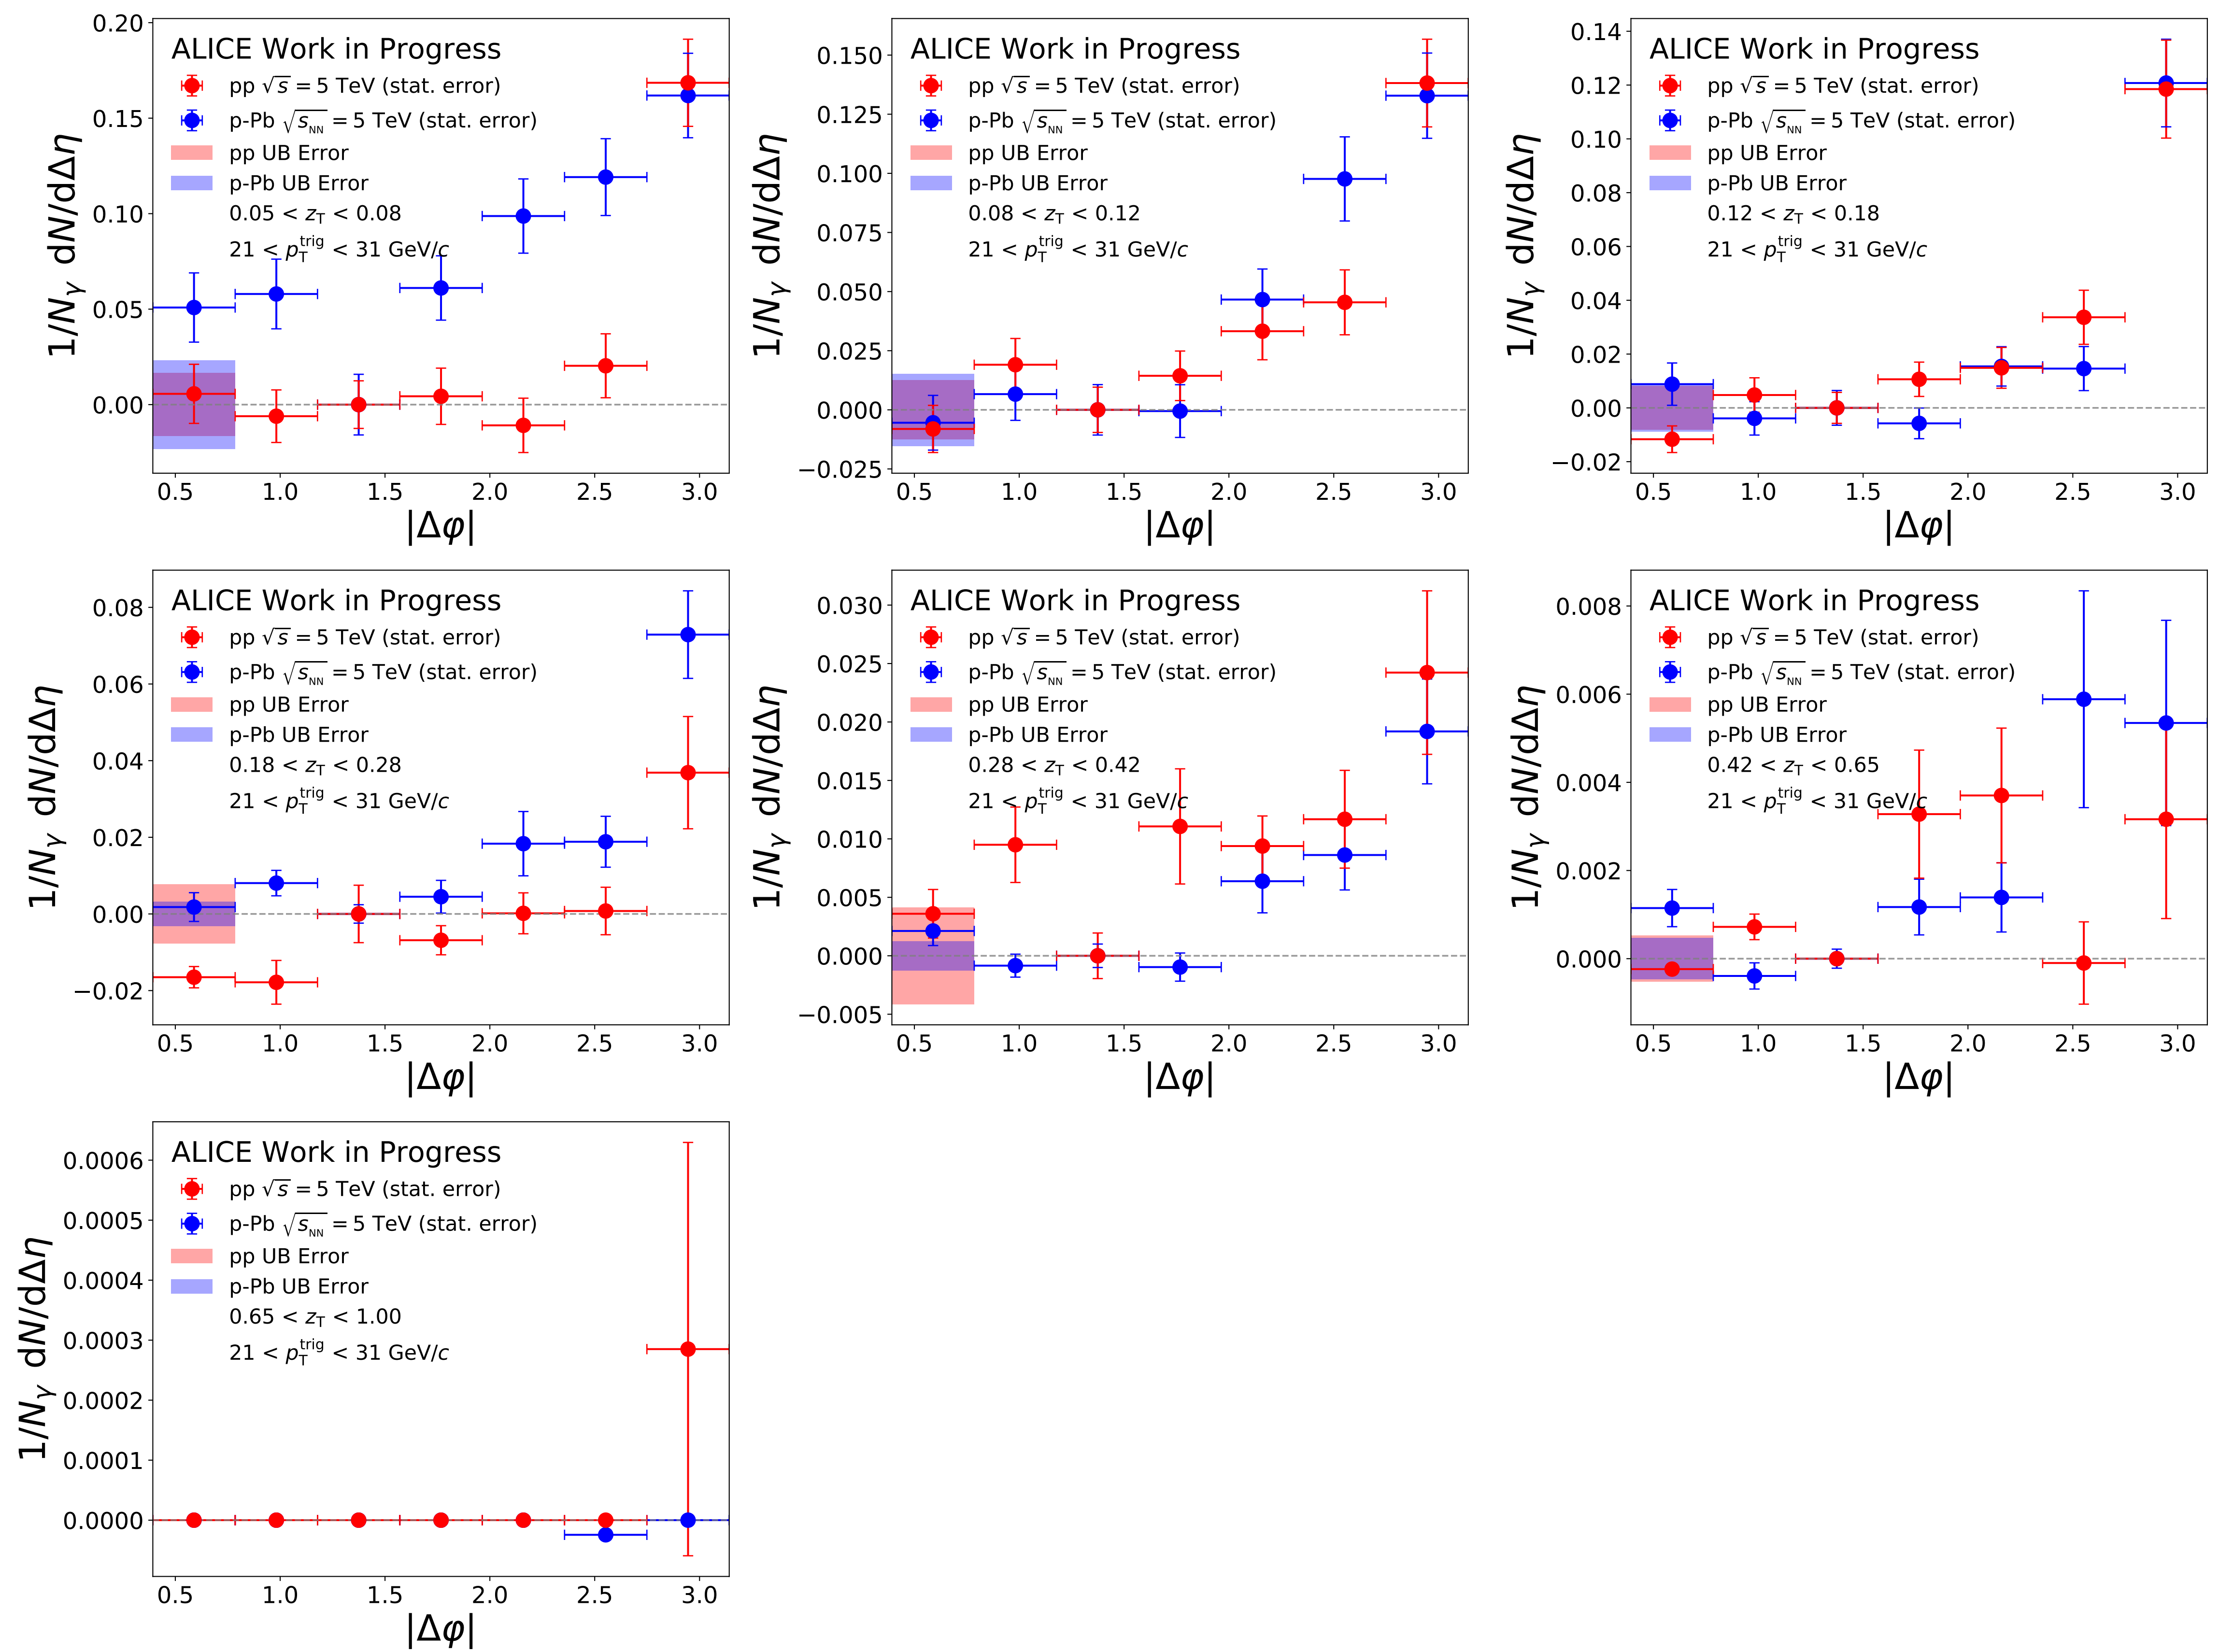 ALICE Work in Progress
pp √s = 5 TeV (stat. error)
p-Pb √s_NN = 5 TeV (stat. error)
pp UB Error
p-Pb UB Error
0.05 < z_T < 0.08
21 < p_T^trig < 31 GeV/c
1/N_γ dN/dΔη
0.20
0.15
0.10
0.05
0.00
0.5 1.0 1.5 2.0 2.5 3.0
|Δφ|
ALICE Work in Progress
pp √s = 5 TeV (stat. error)
p-Pb √s_NN = 5 TeV (stat. error)
pp UB Error
p-Pb UB Error
0.08 < z_T < 0.12
21 < p_T^trig < 31 GeV/c
1/N_γ dN/dΔη
0.150
0.125
0.100
0.075
0.050
0.025
0.000
−0.025
0.5 1.0 1.5 2.0 2.5 3.0
|Δφ|
ALICE Work in Progress
pp √s = 5 TeV (stat. error)
p-Pb √s_NN = 5 TeV (stat. error)
pp UB Error
p-Pb UB Error
0.12 < z_T < 0.18
21 < p_T^trig < 31 GeV/c
1/N_γ dN/dΔη
0.14
0.12
0.10
0.08
0.06
0.04
0.02
0.00
−0.02
0.5 1.0 1.5 2.0 2.5 3.0
|Δφ|
ALICE Work in Progress
pp √s = 5 TeV (stat. error)
p-Pb √s_NN = 5 TeV (stat. error)
pp UB Error
p-Pb UB Error
0.18 < z_T < 0.28
21 < p_T^trig < 31 GeV/c
1/N_γ dN/dΔη
0.08
0.06
0.04
0.02
0.00
−0.02
0.5 1.0 1.5 2.0 2.5 3.0
|Δφ|
ALICE Work in Progress
pp √s = 5 TeV (stat. error)
p-Pb √s_NN = 5 TeV (stat. error)
pp UB Error
p-Pb UB Error
0.28 < z_T < 0.42
21 < p_T^trig < 31 GeV/c
1/N_γ dN/dΔη
0.030
0.025
0.020
0.015
0.010
0.005
0.000
−0.005
0.5 1.0 1.5 2.0 2.5 3.0
|Δφ|
ALICE Work in Progress
pp √s = 5 TeV (stat. error)
p-Pb √s_NN = 5 TeV (stat. error)
pp UB Error
p-Pb UB Error
0.42 < z_T < 0.65
21 < p_T^trig < 31 GeV/c
1/N_γ dN/dΔη
0.008
0.006
0.004
0.002
0.000
0.5 1.0 1.5 2.0 2.5 3.0
|Δφ|
ALICE Work in Progress
pp √s = 5 TeV (stat. error)
p-Pb √s_NN = 5 TeV (stat. error)
pp UB Error
p-Pb UB Error
0.65 < z_T < 1.00
21 < p_T^trig < 31 GeV/c
1/N_γ dN/dΔη
0.0006
0.0005
0.0004
0.0003
0.0002
0.0001
0.0000
0.5 1.0 1.5 2.0 2.5 3.0
|Δφ|